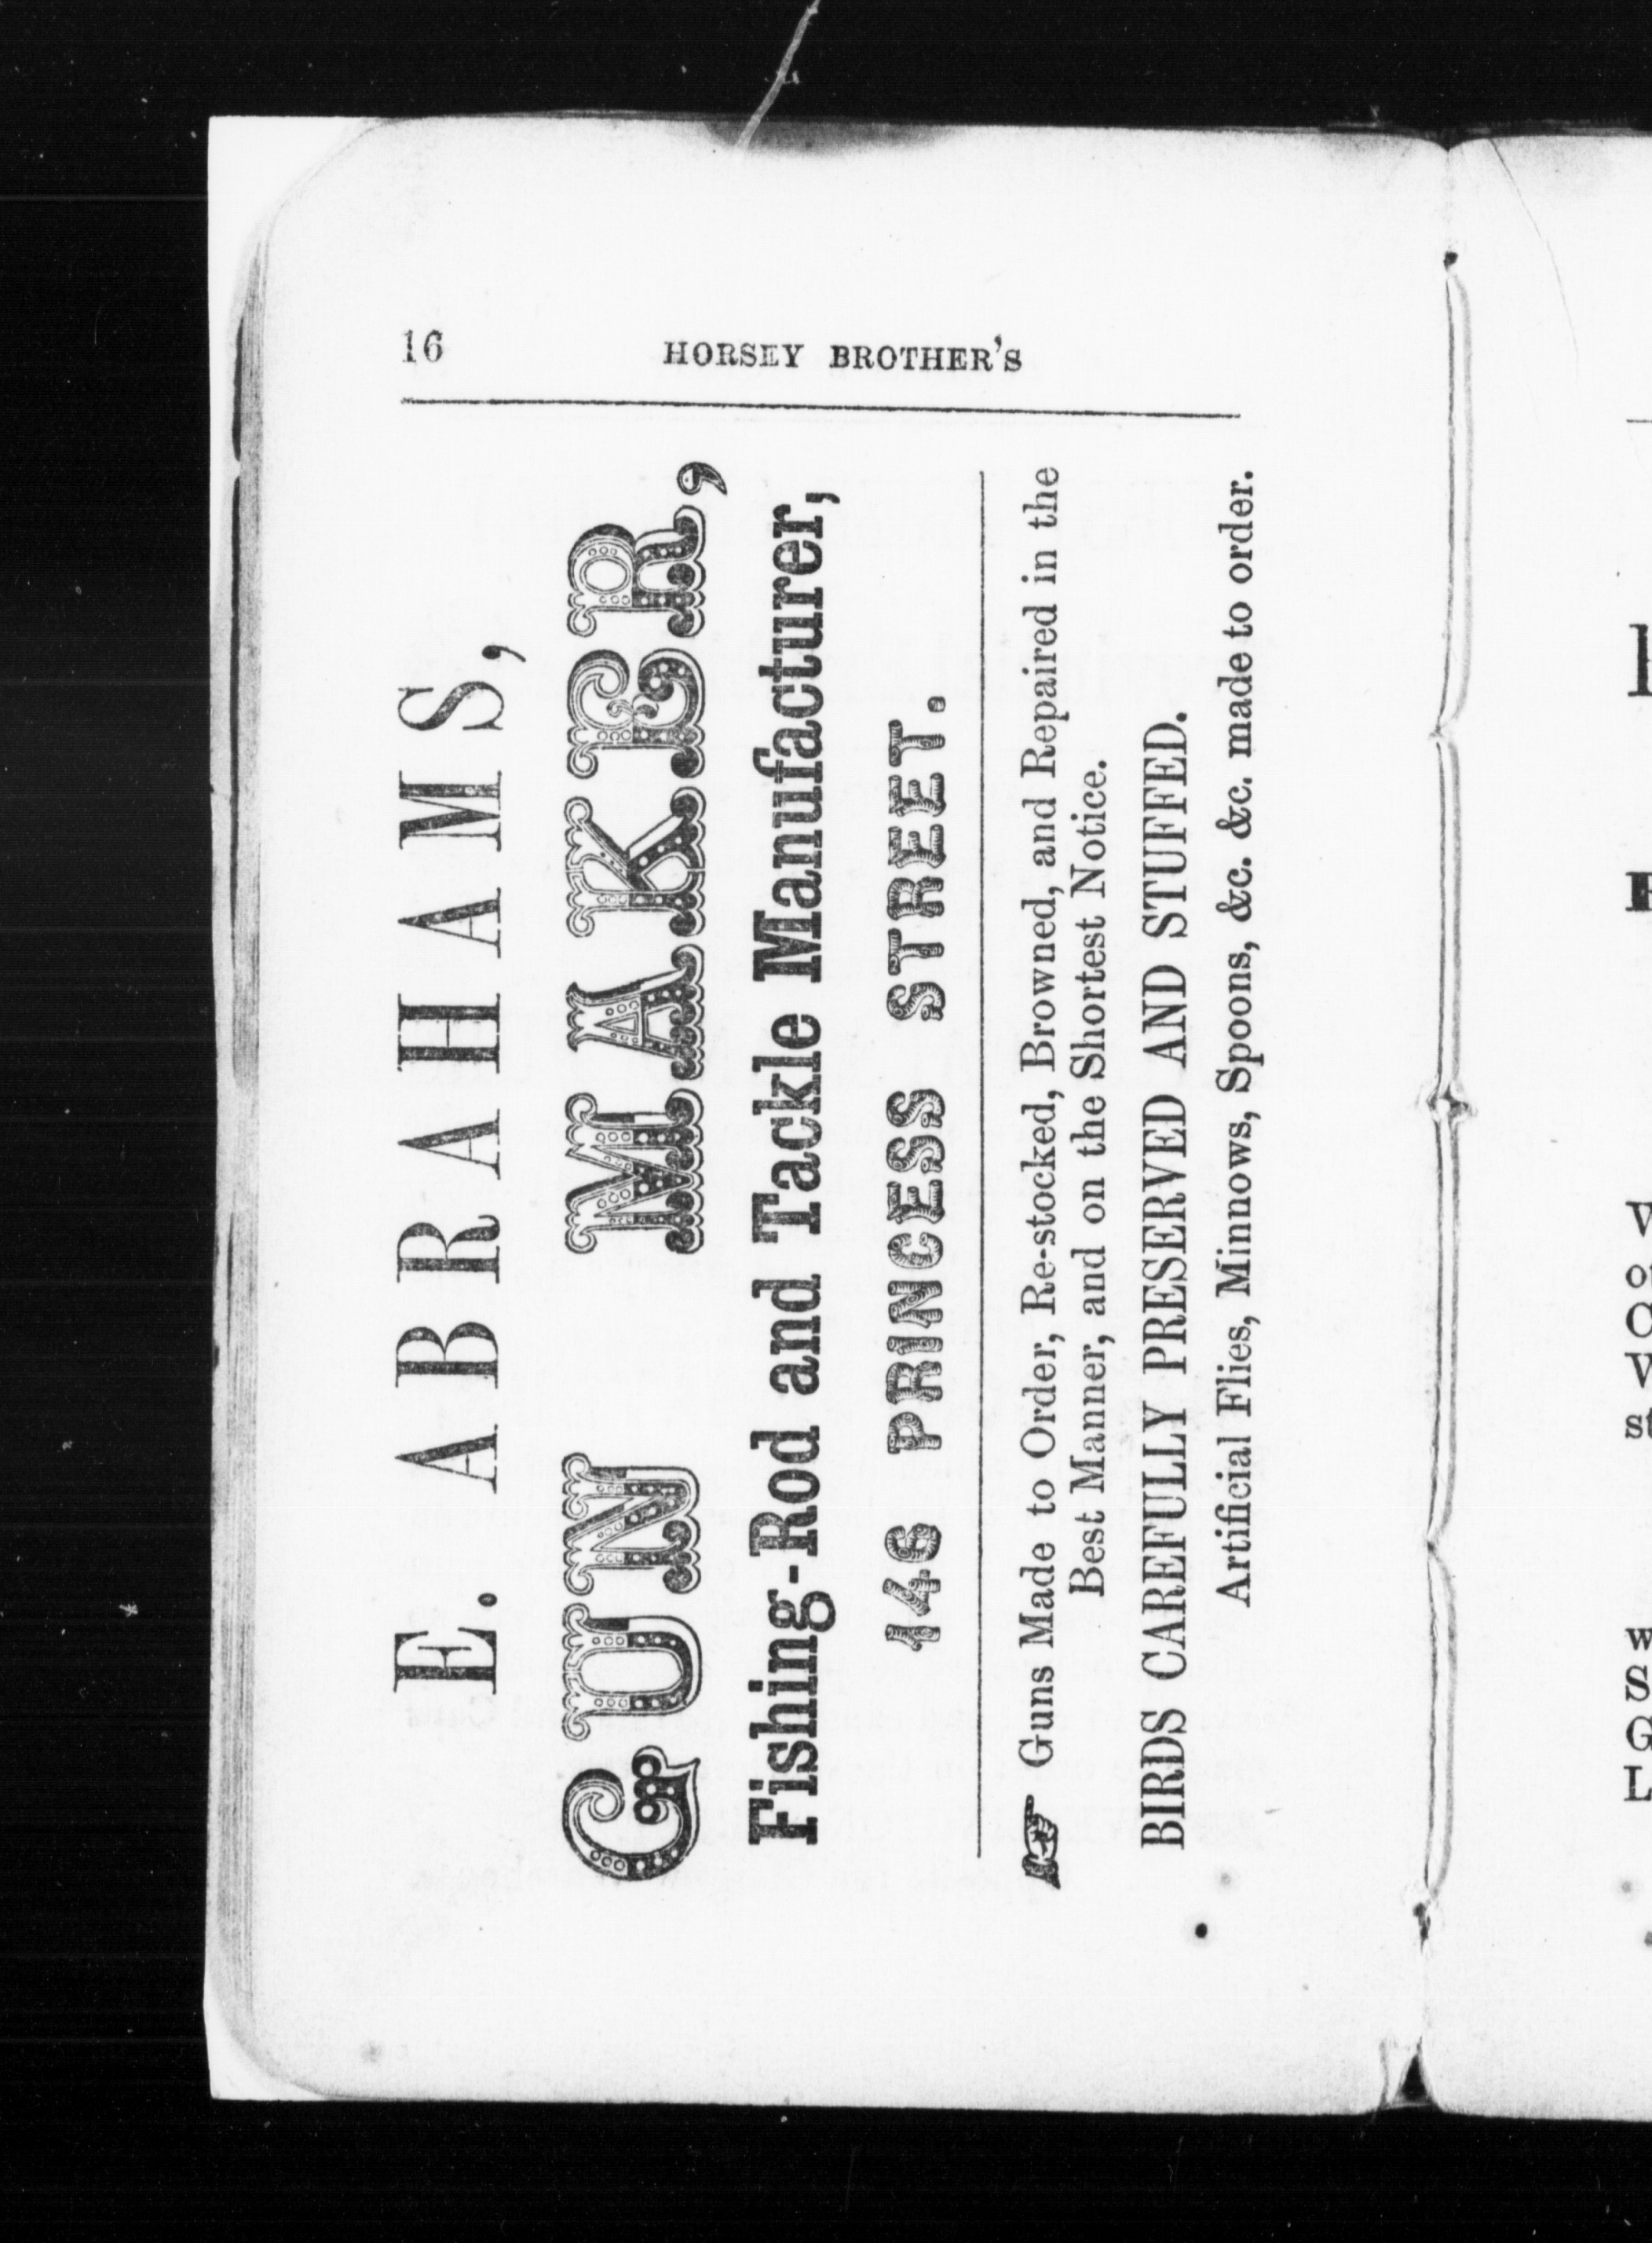 16 HORSEY BROTHER'S
E. ABRAHAMS,
GUN MAKER,
Fishing-Rod and Tackle Manufacturer,
146 PRINCESS STREET.
☞ Guns Made to Order, Re-stocked, Browned, and Repaired in the
Best Manner, and on the Shortest Notice.
BIRDS CAREFULLY PRESERVED AND STUFFED.
Artificial Flies, Minnows, Spoons, &c. &c. made to order.